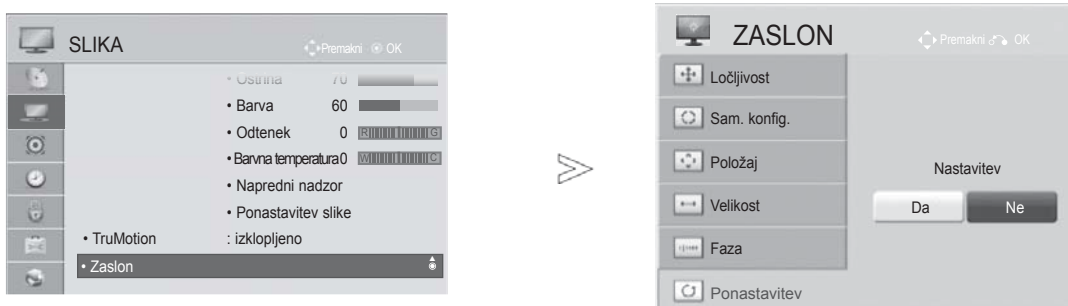 SLIKA
Premakni OK
• Ostrina 70
• Barva 60
• Odtenek 0 R G
• Barvna temperatura 0 W C
• Napredni nadzor
• Ponastavitev slike
• TruMotion : izklopljeno
• Zaslon
ZASLON
Premakni OK
Ločljivost
Sam. konfig.
Položaj
Velikost
Faza
Ponastavitev
Nastavitev
Da Ne